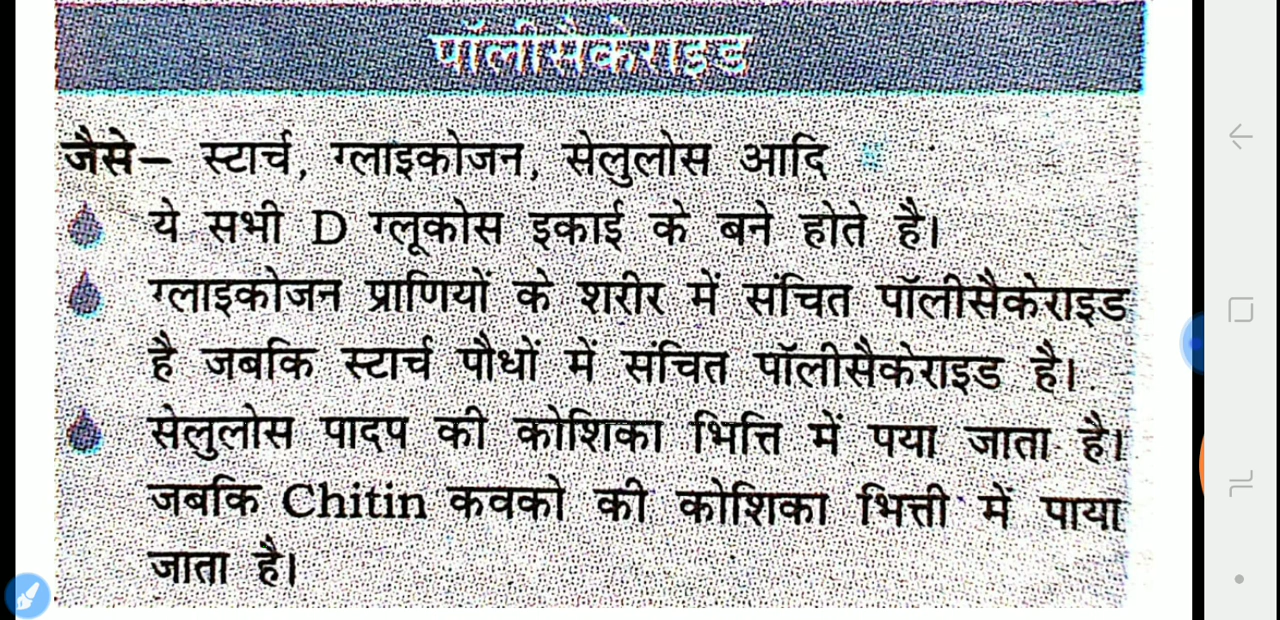 पॉलीसैकेराइड
जैसे– स्टार्च, ग्लाइकोजन, सेलुलोस आदि
ये सभी D ग्लूकोस इकाई के बने होते है।
ग्लाइकोजन प्राणियों के शरीर में संचित पॉलीसैकेराइड
है जबकि स्टार्च पौधों में संचित पॉलीसैकेराइड है।
सेलुलोस पादप की कोशिका भित्ति में पया जाता है।
जबकि Chitin कवको की कोशिका भित्ती में पाया
जाता है।